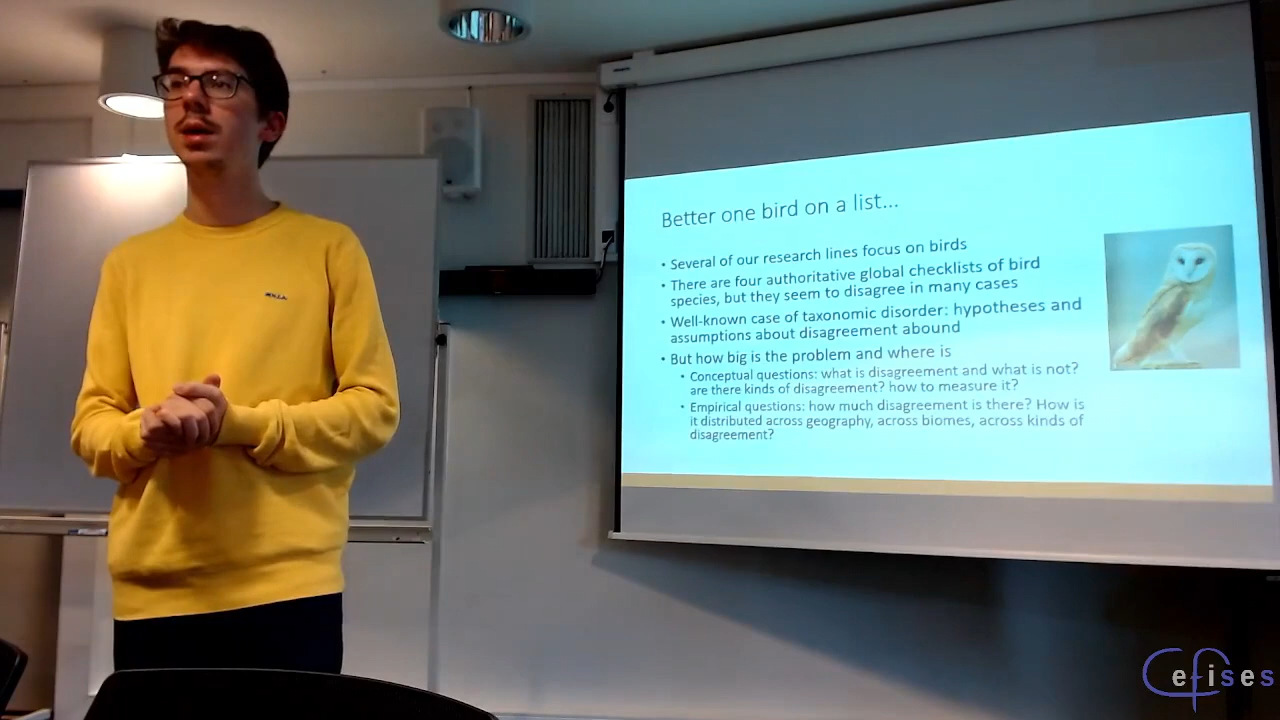 Better one bird on a list...
• Several of our research lines focus on birds
• There are four authoritative global checklists of bird
species, but they seem to disagree in many cases
• Well-known case of taxonomic disorder: hypotheses and
assumptions about disagreement abound
• But how big is the problem and where is
• Conceptual questions: what is disagreement and what is not?
are there kinds of disagreement? how to measure it?
• Empirical questions: how much disagreement is there? How is
it distributed across geography, across biomes, across kinds of
disagreement?
Cefises